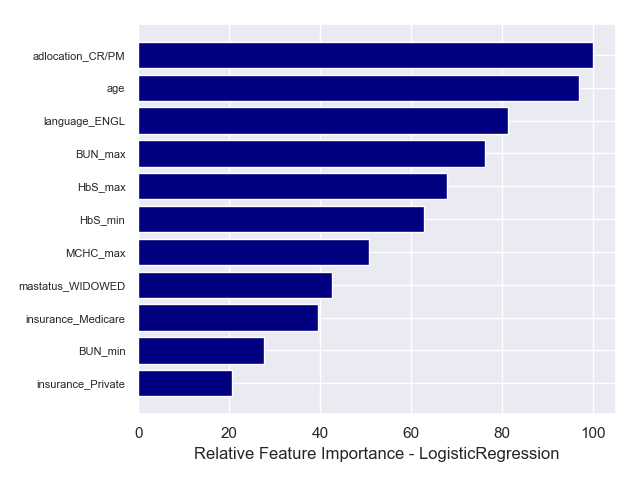 adlocation_CR/PM
age
language_ENGL
BUN_max
HbS_max
HbS_min
MCHC_max
mastatus_WIDOWED
insurance_Medicare
BUN_min
insurance_Private
0 20 40 60 80 100
Relative Feature Importance - LogisticRegression